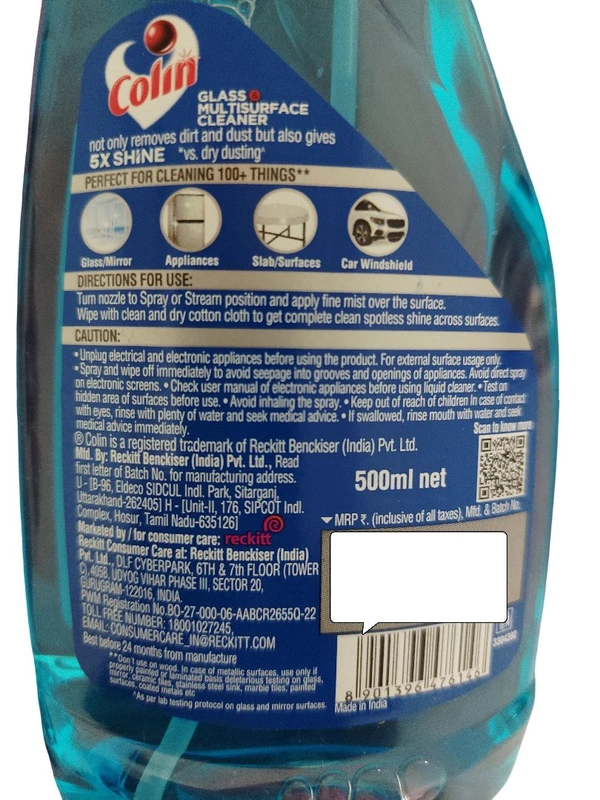 Colin
GLASS &
MULTISURFACE
CLEANER
not only removes dirt and dust but also gives
5X SHiNE *vs. dry dusting^
PERFECT FOR CLEANING 100+ THINGS**
Glass/Mirror Appliances Slab/Surfaces Car Windshield
DIRECTIONS FOR USE:
Turn nozzle to Spray or Stream position and apply fine mist over the surface.
Wipe with clean and dry cotton cloth to get complete clean spotless shine across surfaces.
CAUTION:
• Unplug electrical and electronic appliances before using the product. For external surface usage only.
• Spray and wipe off immediately to avoid seepage into grooves and openings of appliances. Avoid direct spray
on electronic screens. • Check user manual of electronic appliances before using liquid cleaner. • Test on
hidden area of surfaces before use. • Avoid inhaling the spray. • Keep out of reach of children In case of contact
with eyes, rinse with plenty of water and seek medical advice. • If swallowed, rinse mouth with water and seek
medical advice immediately.
Scan to know more
® Colin is a registered trademark of Reckitt Benckiser (India) Pvt. Ltd.
Mfd. By: Reckitt Benckiser (India) Pvt. Ltd., Read
first letter of Batch No. for manufacturing address.
U - [B-96, Eldeco SIDCUL Indl. Park, Sitarganj,
Uttarakhand-262405] H - [Unit-II, 176, SIPCOT Indl.
Complex, Hosur, Tamil Nadu-635126]
500ml net
Marketed by / for consumer care: reckitt
Reckitt Consumer Care at: Reckitt Benckiser (India)
Pvt. Ltd., DLF CYBERPARK, 6TH & 7th FLOOR (TOWER
C), 405B, UDYOG VIHAR PHASE III, SECTOR 20,
GURUGRAM-122016, INDIA.
PWM Registration No.BO-27-000-06-AABCR2655Q-22
TOLL FREE NUMBER: 18001027245,
EMAIL: CONSUMERCARE_IN@RECKITT.COM
Best before 24 months from manufacture
MRP ₹. (inclusive of all taxes), Mfd. & Batch No.
**Don't use on wood. In case of metallic surfaces, use only if
properly painted or laminated basis deleterious testing on glass,
mirror, ceramic tiles, stainless steel sink, marble tiles, painted
surfaces, coated metals etc
^As per lab testing protocol on glass and mirror surfaces.
8 901396 476146
Made in India